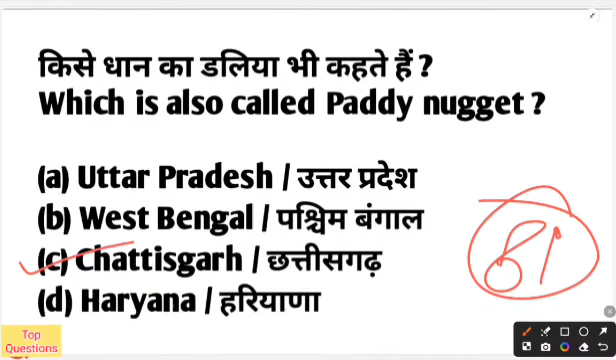 किसे धान का डलिया भी कहते हैं ?
Which is also called Paddy nugget ?
(a) Uttar Pradesh / उत्तर प्रदेश
(b) West Bengal / पश्चिम बंगाल
(c) Chattisgarh / छत्तीसगढ़
(d) Haryana / हरियाणा
Top
Questions